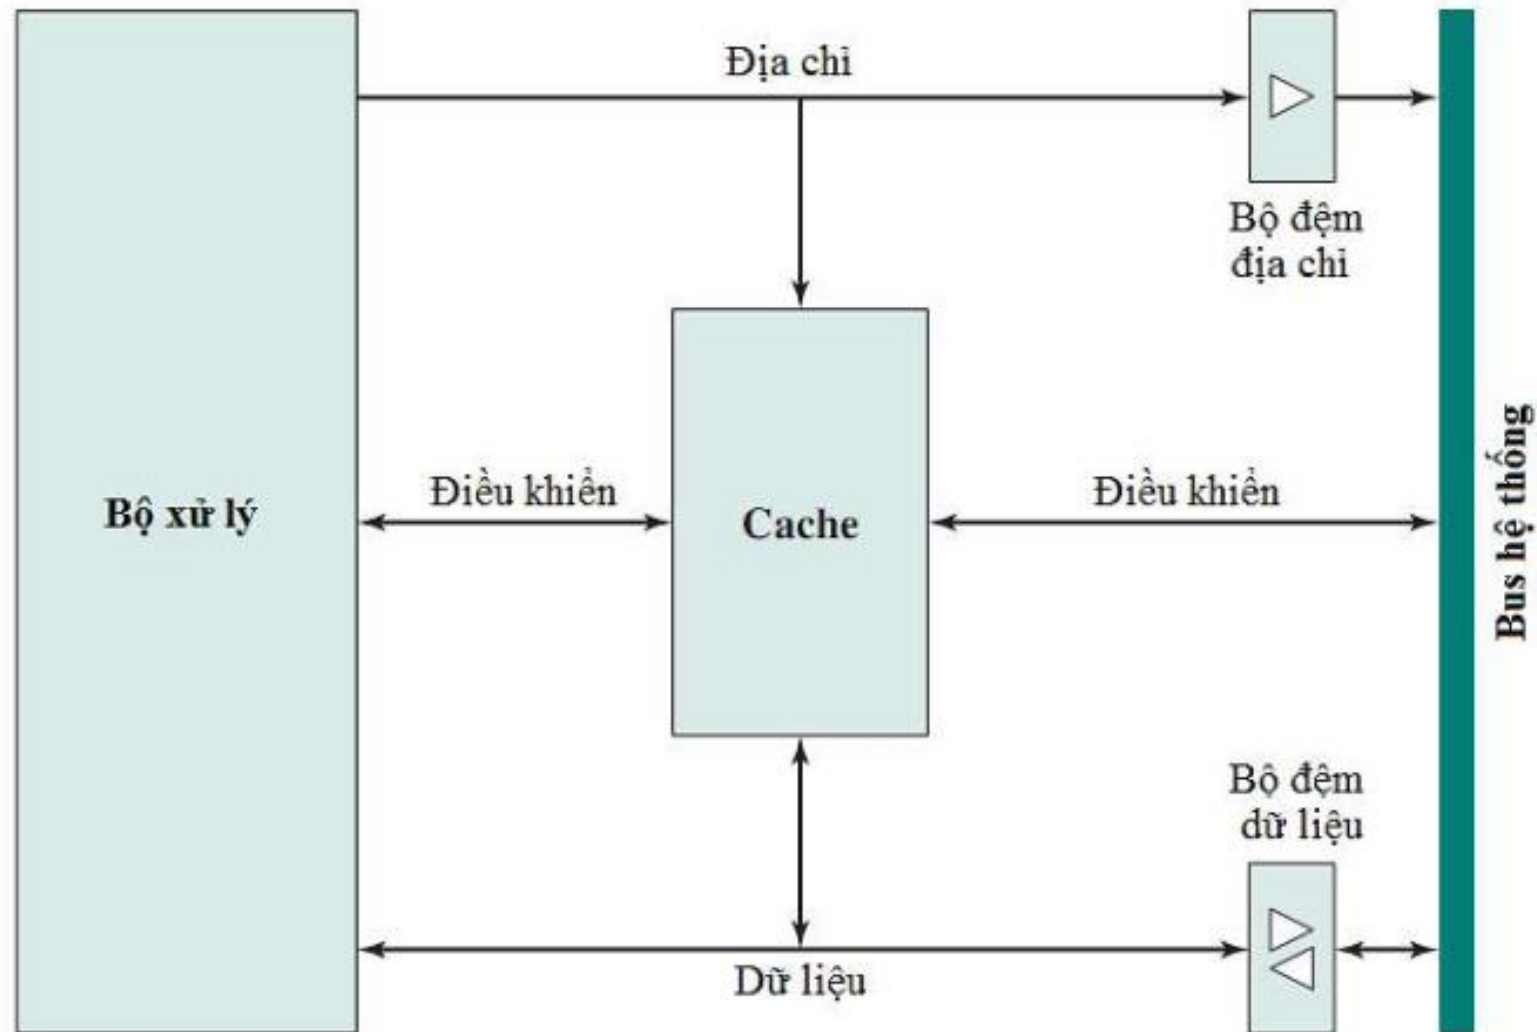 Địa chỉ
Bộ đệm
địa chỉ
Bộ xử lý
Điều khiển
Cache
Điều khiển
Bus hệ thống
Bộ đệm
dữ liệu
Dữ liệu